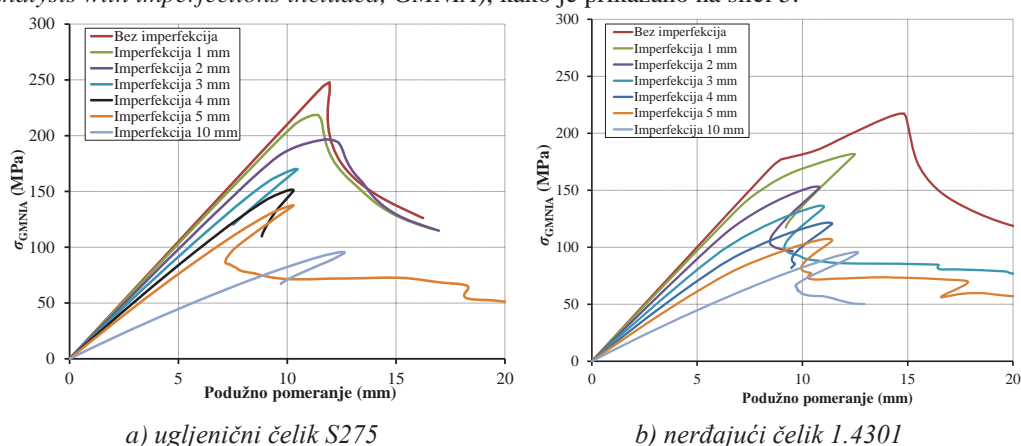 analysis with imperfections included, GMNIA), kako je prikazano na slici 3.
300
250
200
150
100
50
0
σGMNIA (MPa)
Bez imperfekcija
Imperfekcija 1 mm
Imperfekcija 2 mm
Imperfekcija 3 mm
Imperfekcija 4 mm
Imperfekcija 5 mm
Imperfekcija 10 mm
0 5 10 15 20
Podužno pomeranje (mm)
a) ugljenični čelik S275
300
250
200
150
100
50
0
σGMNIA (MPa)
Bez imperfekcija
Imperfekcija 1 mm
Imperfekcija 2 mm
Imperfekcija 3 mm
Imperfekcija 4 mm
Imperfekcija 5 mm
Imperfekcija 10 mm
0 5 10 15 20
Podužno pomeranje (mm)
b) nerđajući čelik 1.4301